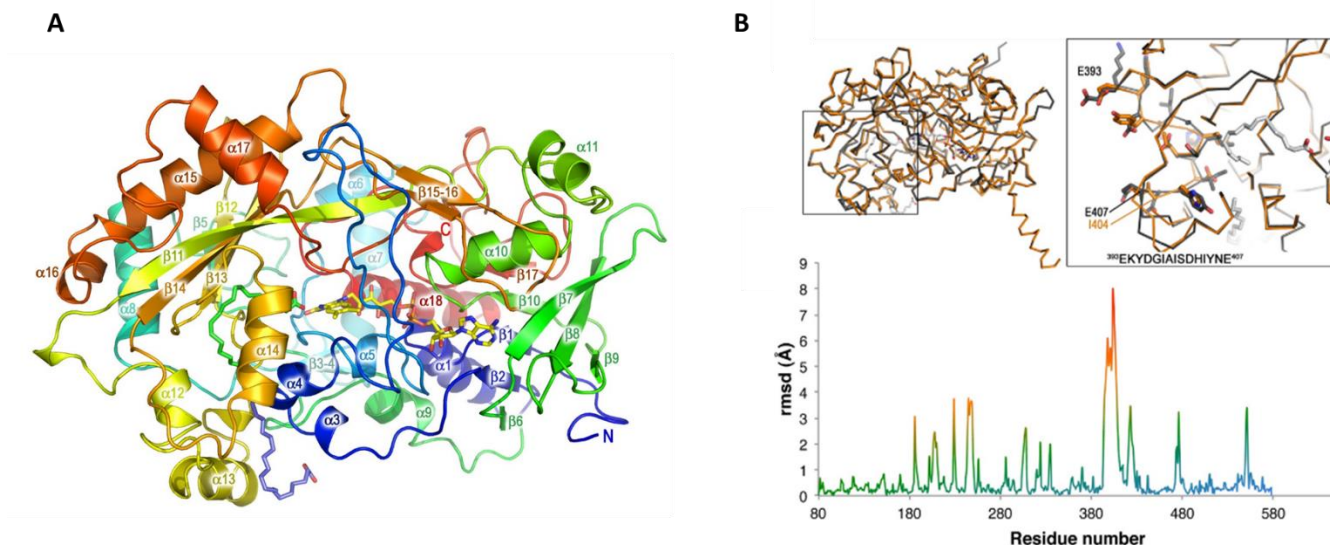 A
α17
α15
α16
α6
α11
β15-16
β12
β5
β11
C
α10
β13
α7
β14
β17
α8
α18
β10
β7
β8
β1
α14
β3-4
α5
α1
β9
α4
β2
α12
α9
α3
β6
N
α13
B
E393
E407
I404
³⁹³EKYDGIAISDHIYNE⁴⁰⁷
9
8
7
6
5
4
3
2
1
0
rmsd (Å)
80 180 280 380 480 580
Residue number